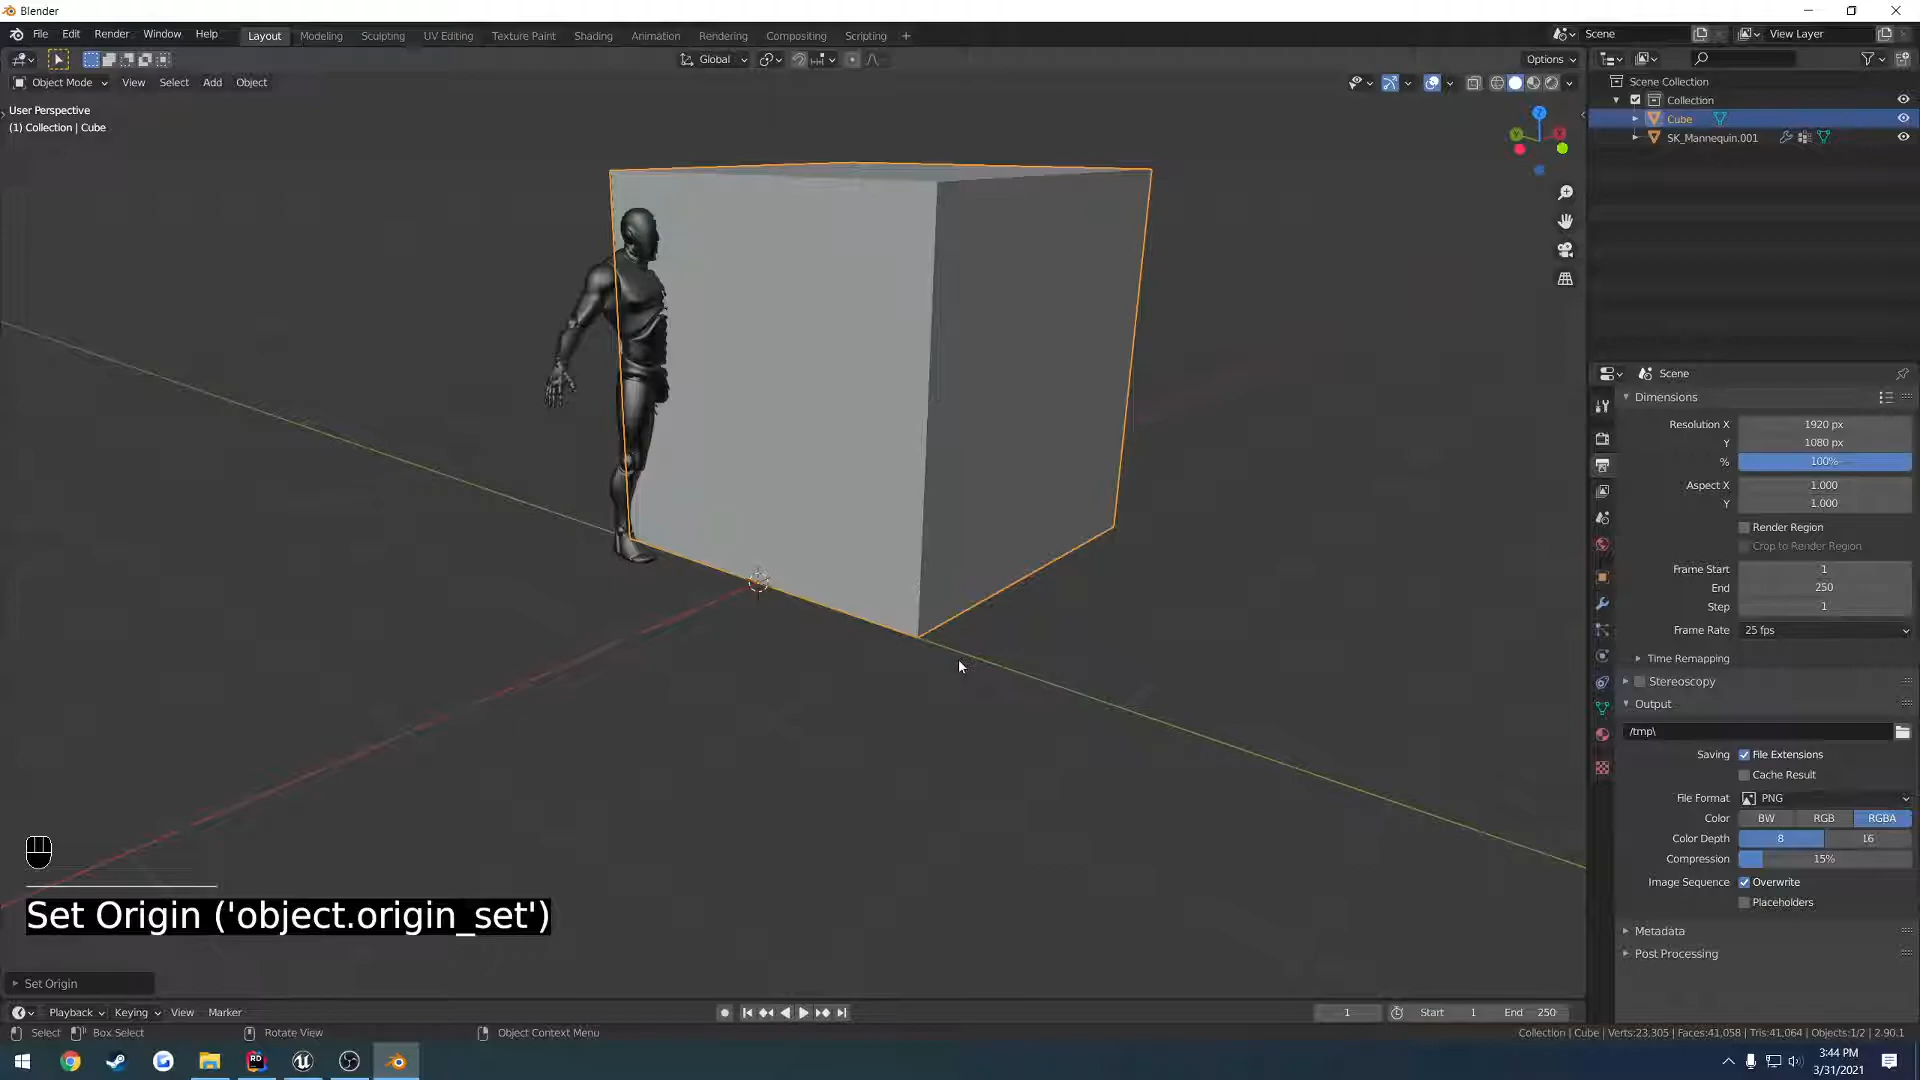 Blender
File Edit Render Window Help Layout Modeling Sculpting UV Editing Texture Paint Shading Animation Rendering Compositing Scripting +
Scene View Layer
Global Options
Object Mode View Select Add Object
User Perspective
(1) Collection | Cube
Scene Collection
Collection
Cube
SK_Mannequin.001
Scene
Dimensions
Resolution X 1920 px
Y 1080 px
% 100%
Aspect X 1.000
Y 1.000
Render Region
Crop to Render Region
Frame Start 1
End 250
Step 1
Frame Rate 25 fps
Time Remapping
Stereoscopy
Output
/tmp\
Saving File Extensions
Cache Result
File Format PNG
Color BW RGB RGBA
Color Depth 8 16
Compression 15%
Image Sequence Overwrite
Placeholders
Metadata
Post Processing
Set Origin ('object.origin_set')
Set Origin
Playback Keying View Marker 1 Start 1 End 250
Select Box Select Rotate View Object Context Menu Collection | Cube | Verts:23,305 | Faces:41,058 | Tris:41,064 | Objects:1/2 | 2.90.1
3:44 PM
3/31/2021